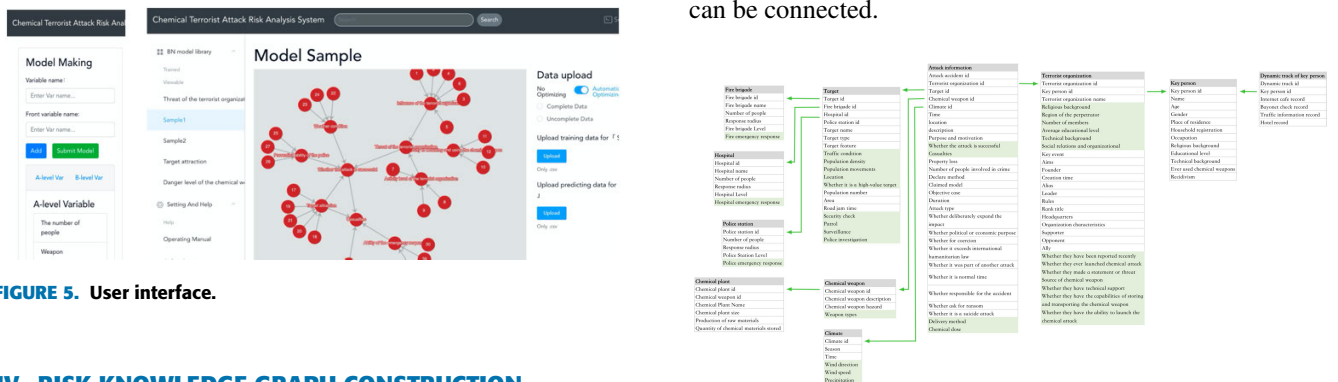 can be connected.
Chemical Terrorist Attack Risk Anal
Model Making
Variable name:
Enter Var name...
Front variable name:
Enter Var name...
Add
Submit Model
A-level Var
B-level Var
A-level Variable
The number of
people
Weapon
Chemical Terrorist Attack Risk Analysis System
Search
BN model library
Trained
Viewable
Threat of the terrorist organizat
Sample1
Sample2
Target attraction
Danger level of the chemical we
Setting And Help
Help
Operating Manual
Model Sample
Data upload
No
Optimizing
Automatic
Optimizing
Complete Data
Uncomplete Data
Upload training data for
Upload
Only .csv
Upload predicting data for
Upload
Only .csv
FIGURE 5. User interface.
IV. RISK KNOWLEDGE GRAPH CONSTRUCTION
Fire brigade
Fire brigade id
Fire brigade name
Number of people
Response radius
Fire brigade Level
Fire emergency response
Hospital
Hospital id
Hospital name
Number of people
Response radius
Hospital Level
Hospital emergency response
Police station
Police station id
Number of people
Response radius
Police Station Level
Police emergency response
Chemical plant
Chemical plant id
Chemical weapon id
Chemical Plant Name
Chemical plant size
Production of raw materials
Quantity of chemical materials stored
Target
Target id
Fire brigade id
Hospital id
Police station id
Target name
Target type
Target feature
Traffic condition
Population density
Population movements
Location
Whether it is a high-value target
Population number
Area
Road jam time
Security check
Patrol
Surveillance
Police investigation
Chemical weapon
Chemical weapon id
Chemical weapon description
Chemical weapon hazard
Weapon types
Climate
Climate id
Season
Time
Wind direction
Wind speed
Precipitation
Attack information
Attack accident id
Terrorist organization id
Target id
Chemical weapon id
Climate id
Time
location
description
Purpose and motivation
Whether the attack is successful
Casualties
Property loss
Number of people involved in crime
Declare method
Claimed model
Objective case
Duration
Attack type
Whether deliberately expand the
impact
Whether political or economic purpose
Whether for coercion
Whether it exceeds international
humanitarian law
Whether it was part of another attack
Whether it is normal time
Whether responsible for the accident
Whether ask for ransom
Whether it is a suicide attack
Delivery method
Chemical dose
Terrorist organization
Terrorist organization id
Key person id
Terrorist organization name
Religious background
Region of the perpetrator
Number of members
Average educational level
Technical background
Social relations and organizational
Key event
Aims
Founder
Creation time
Alias
Leader
Rules
Rank title
Headquarters
Organization characteristics
Supporter
Opponent
Ally
Whether they have been reported recently
Whether they ever launched chemical attack
Whether they made a statement or threat
Source of chemical weapon
Whether they have technical support
Whether they have the capabilities of storing
and transporting the chemical weapon
Whether they have the ability to launch the
chemical attack
Key person
Key person id
Name
Age
Gender
Place of residence
Household registration
occupation
Religious background
Educational level
Technical background
Ever used chemical weapons
Recidivism
Dynamic track of key person
Dynamic track id
Key person id
Internet cafe record
Bayonet check record
Traffic information record
Hotel record